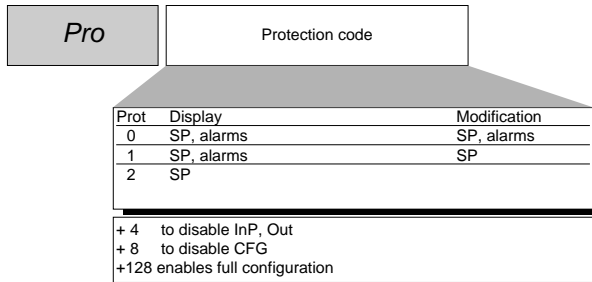 Pro
Protection code
Prot Display Modification
0 SP, alarms SP, alarms
1 SP, alarms SP
2 SP
+ 4 to disable InP, Out
+ 8 to disable CFG
+128 enables full configuration